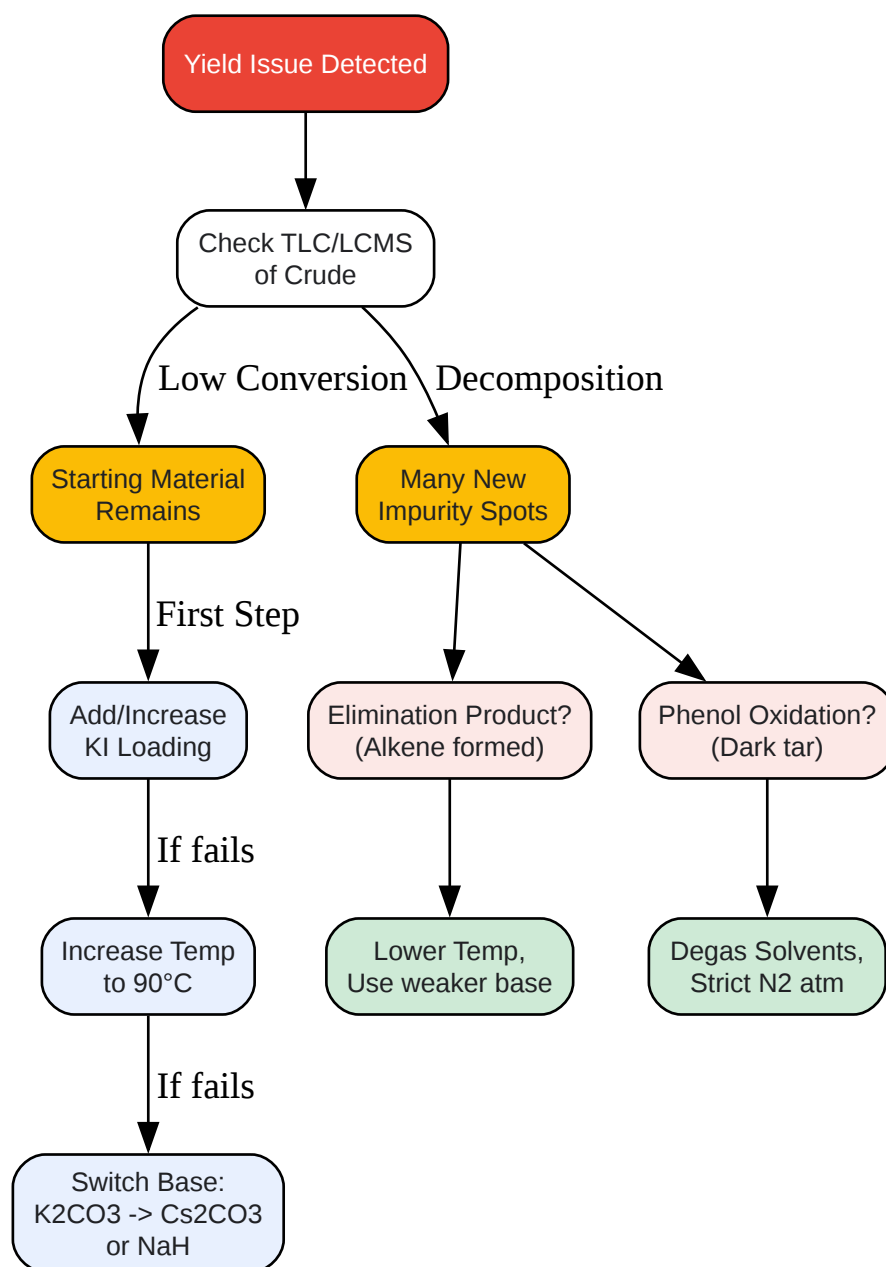 Yield Issue Detected
Check TLC/LCMS
of Crude
Low Conversion
Decomposition
Starting Material
Remains
Many New
Impurity Spots
First Step
Add/Increase
KI Loading
Elimination Product?
(Alkene formed)
Phenol Oxidation?
(Dark tar)
If fails
Increase Temp
to 90°C
Lower Temp,
Use weaker base
Degas Solvents,
Strict N2 atm
If fails
Switch Base:
K2CO3 -> Cs2CO3
or NaH